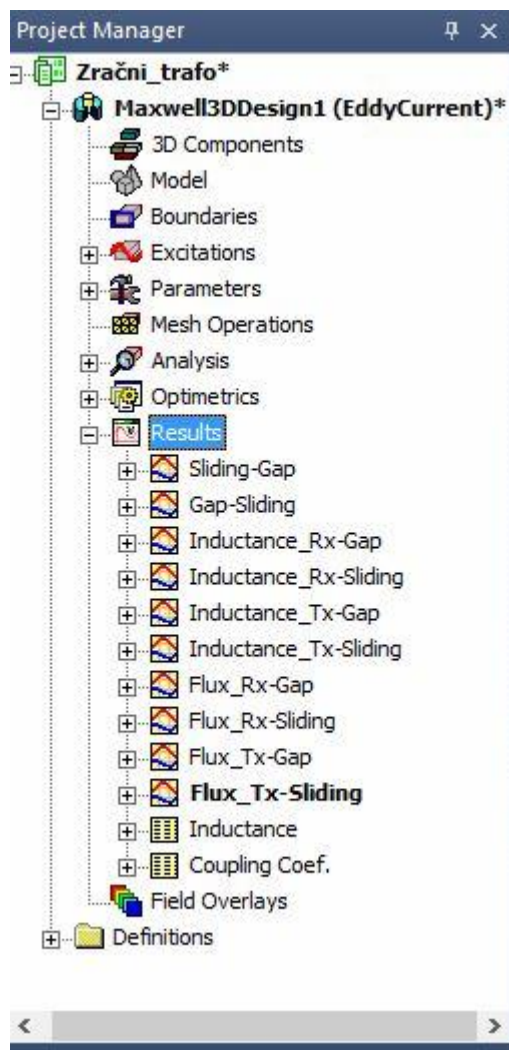 Project Manager
Zračni_trafo*
Maxwell3DDesign1 (EddyCurrent)*
3D Components
Model
Boundaries
Excitations
Parameters
Mesh Operations
Analysis
Optimetrics
Results
Sliding-Gap
Gap-Sliding
Inductance_Rx-Gap
Inductance_Rx-Sliding
Inductance_Tx-Gap
Inductance_Tx-Sliding
Flux_Rx-Gap
Flux_Rx-Sliding
Flux_Tx-Gap
Flux_Tx-Sliding
Inductance
Coupling Coef.
Field Overlays
Definitions